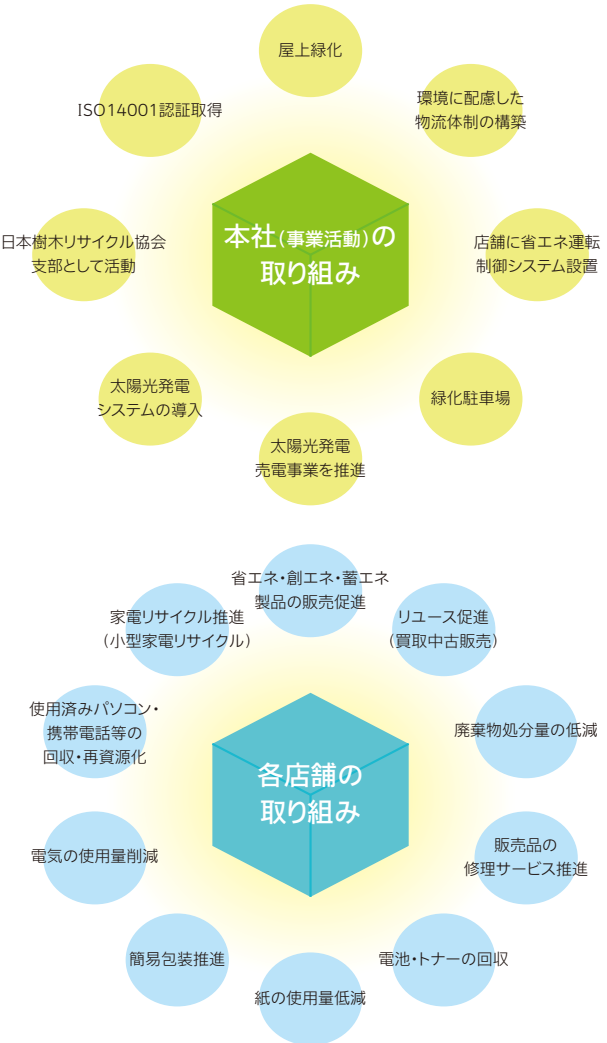 屋上緑化
ISO14001認証取得
環境に配慮した
物流体制の構築
本社(事業活動)の
取り組み
日本樹木リサイクル協会
支部として活動
店舗に省エネ運転
制御システム設置
太陽光発電
システムの導入
緑化駐車場
太陽光発電
売電事業を推進
省エネ・創エネ・蓄エネ
製品の販売促進
家電リサイクル推進
(小型家電リサイクル)
リユース促進
(買取中古販売)
使用済みパソコン・
携帯電話等の
回収・再資源化
廃棄物処分量の低減
各店舗の
取り組み
電気の使用量削減
販売品の
修理サービス推進
簡易包装推進
電池・トナーの回収
紙の使用量低減